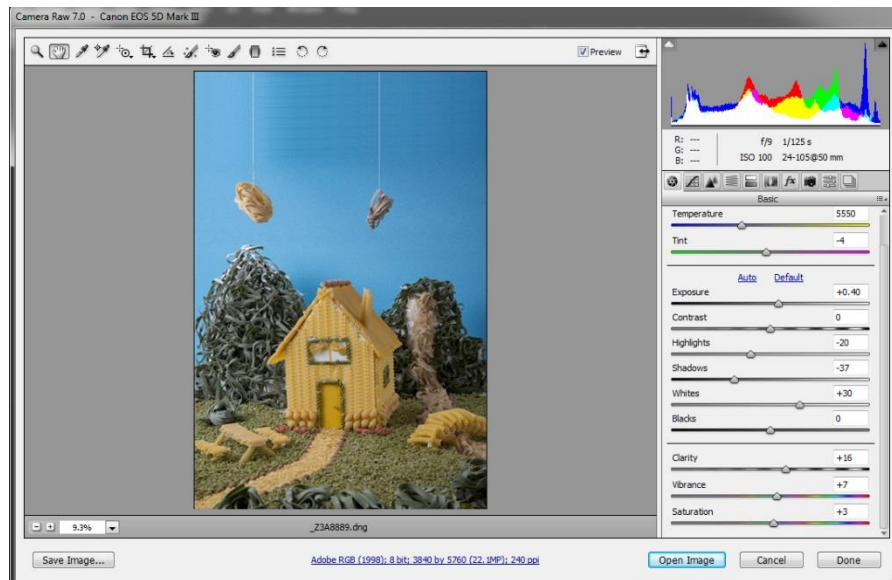 Camera Raw 7.0 - Canon EOS 5D Mark III
Preview
R: ---
G: ---
B: ---
f/9 1/125 s
ISO 100 24-105@50 mm
fx
Basic
Temperature 5550
Tint -4
Auto Default
Exposure +0.40
Contrast 0
Highlights -20
Shadows -37
Whites +30
Blacks 0
Clarity +16
Vibrance +7
Saturation +3
9.3% _Z3A8889.dng
Save Image... Adobe RGB (1998); 8 bit; 3840 by 5760 (22.1MP); 240 ppi Open Image Cancel Done